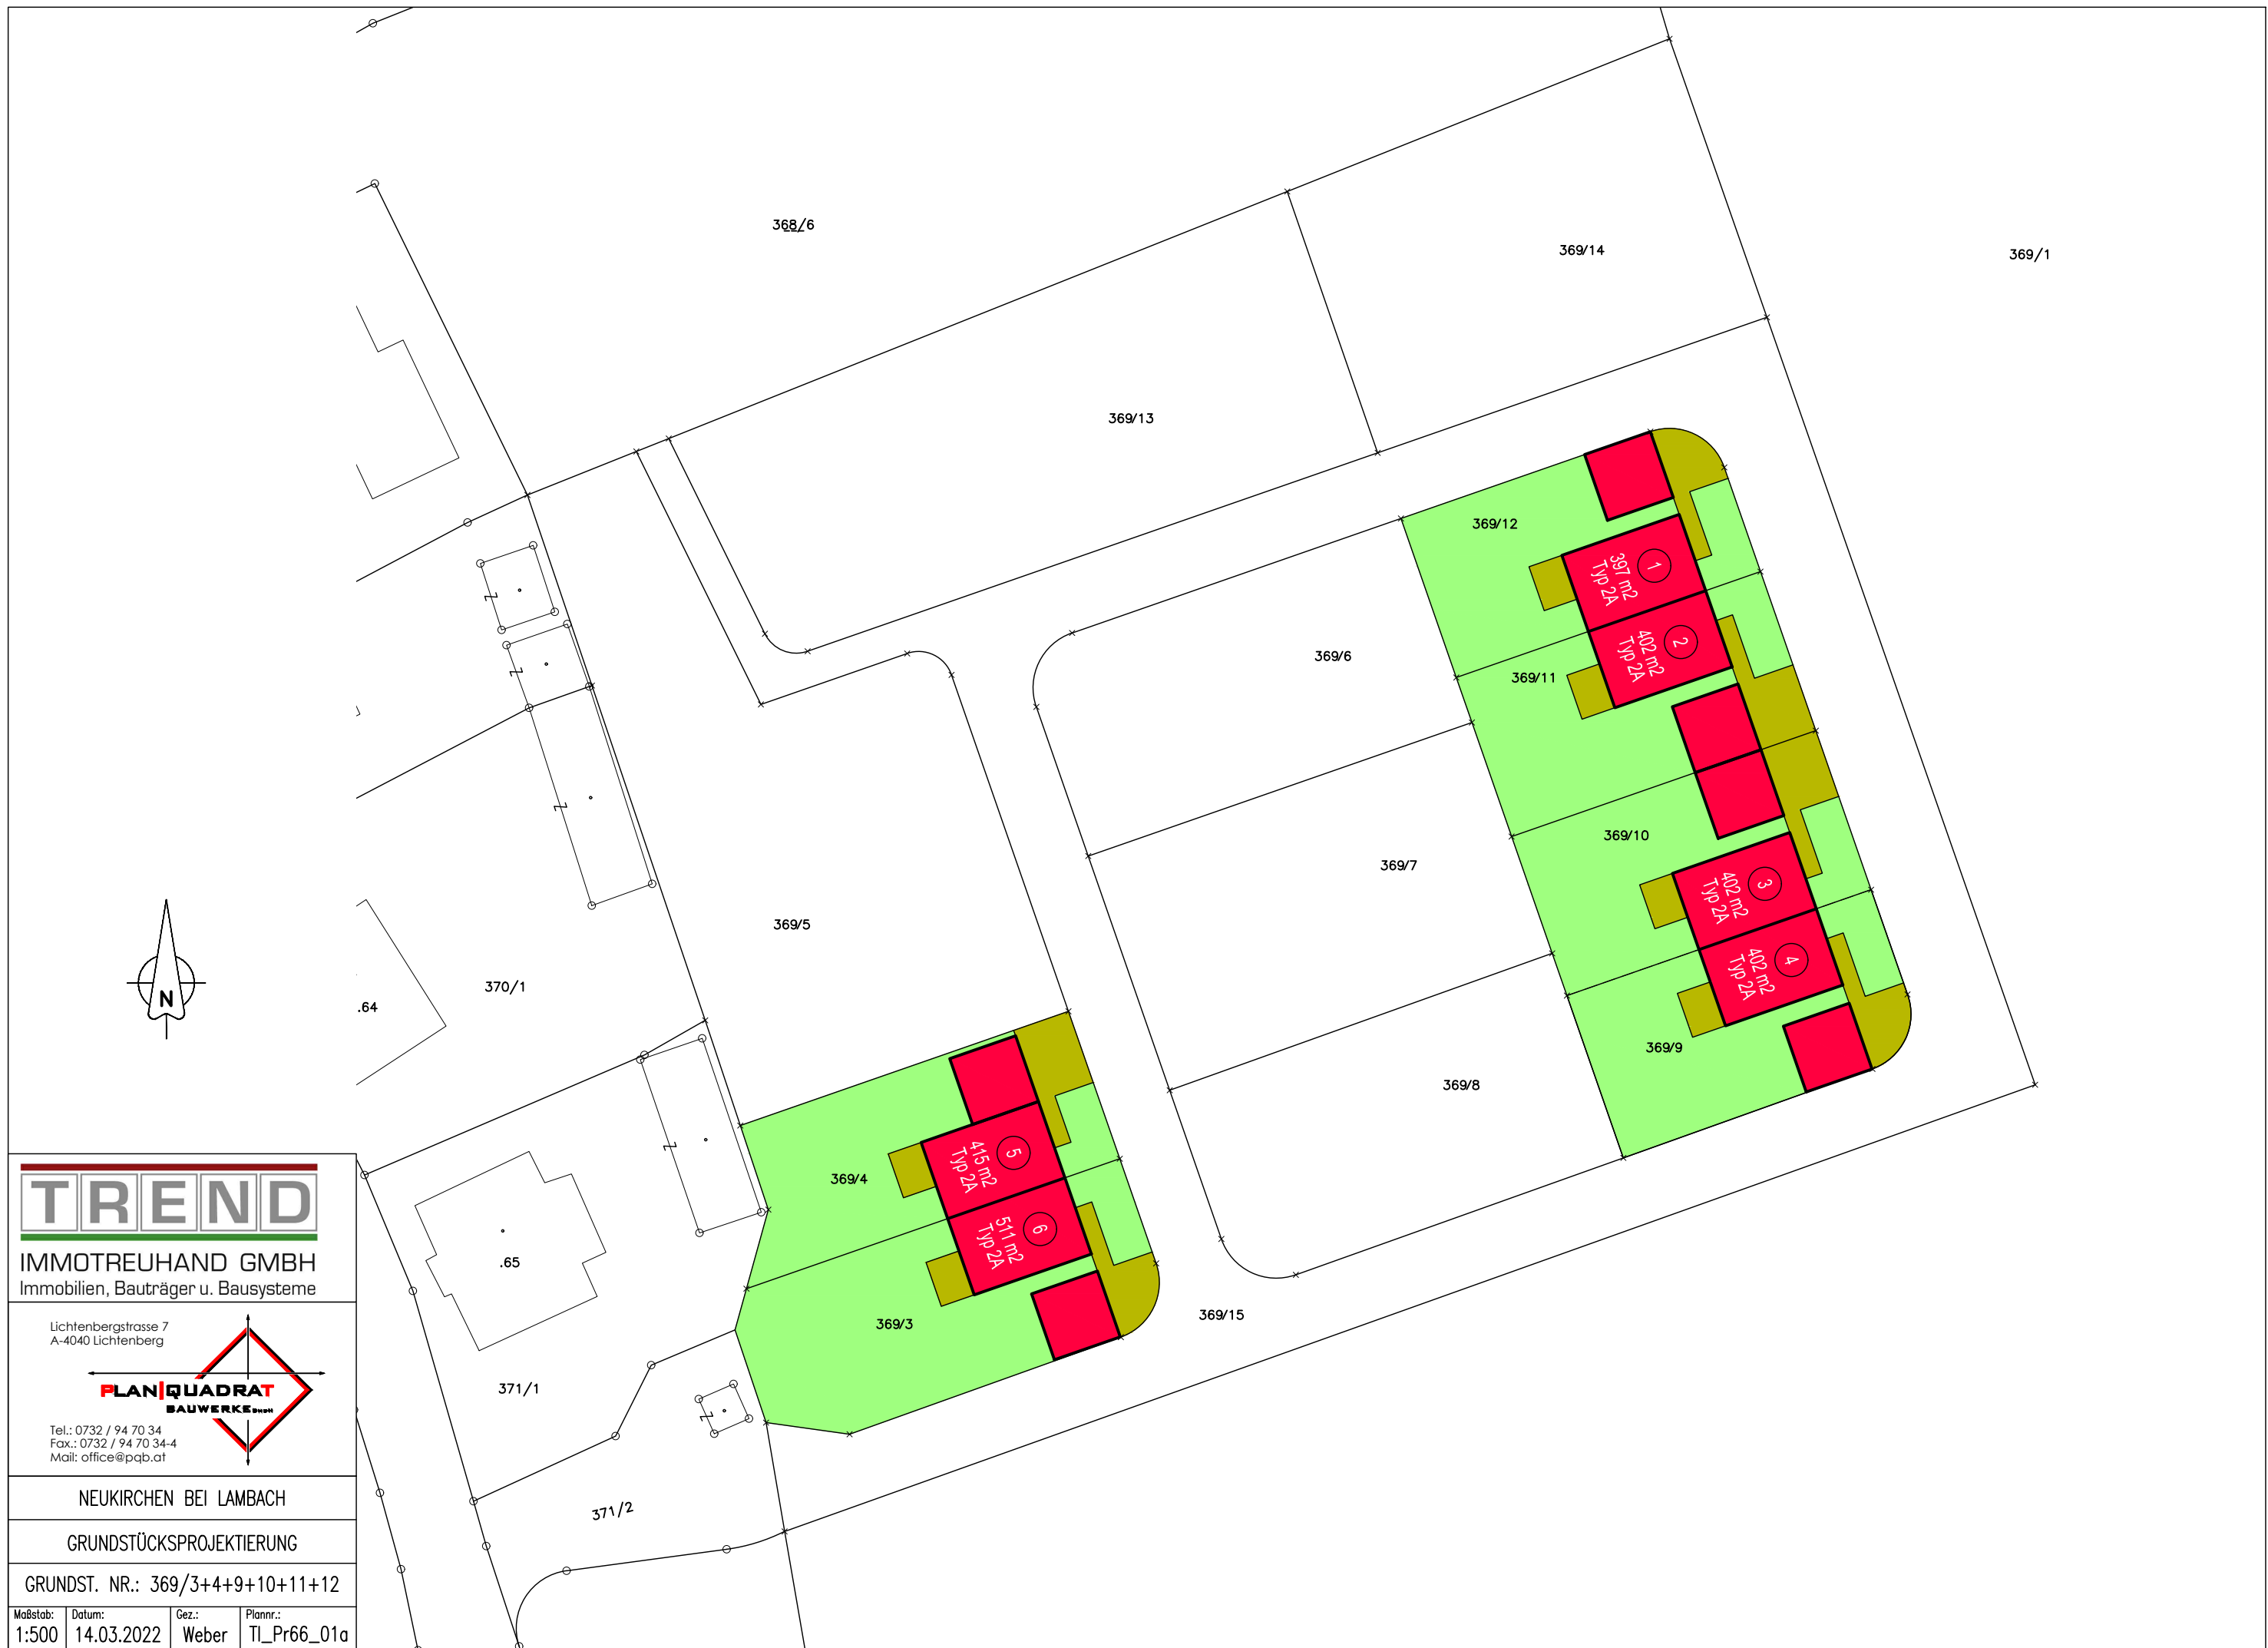 368/6
369/14
369/1
369/13
369/12
1
397 m2
Typ 2A
2
402 m2
Typ 2A
369/11
369/6
369/10
369/7
3
402 m2
Typ 2A
4
402 m2
Typ 2A
369/9
369/8
369/5
370/1
.64
N
5
415 m2
Typ 2A
369/4
6
511 m2
Typ 2A
369/3
369/15
.65
371/1
371/2
TREND
IMMOTREUHAND GMBH
Immobilien, Bauträger u. Bausysteme
Lichtenbergstrasse 7
A-4040 Lichtenberg
PLAN|QUADRAT
BAUWERKE GmbH
Tel.: 0732 / 94 70 34
Fax.: 0732 / 94 70 34-4
Mail: office@pqb.at
NEUKIRCHEN BEI LAMBACH
GRUNDSTÜCKSPROJEKTIERUNG
GRUNDST. NR.: 369/3+4+9+10+11+12
Maßstab: Datum: Gez.: Plannr.:
1:500 14.03.2022 Weber TI_Pr66_01a